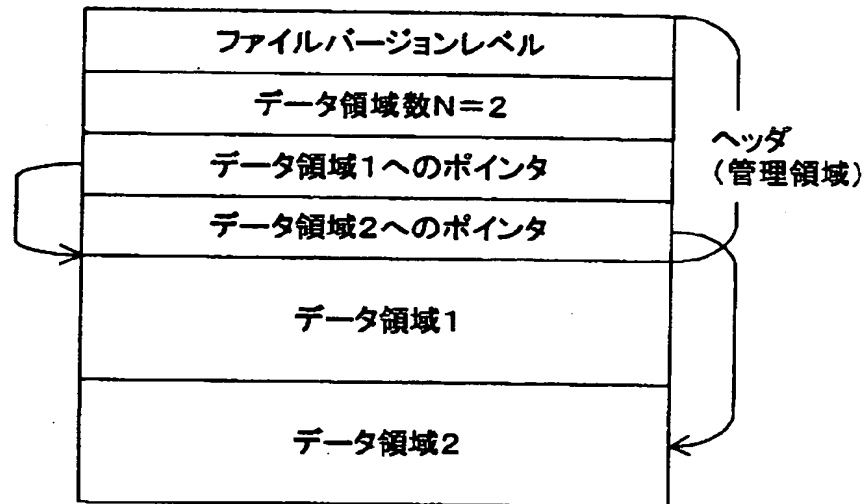 ファイルバージョンレベル
データ領域数N＝2
データ領域1へのポインタ
データ領域2へのポインタ
ヘッダ
（管理領域）
データ領域1
データ領域2